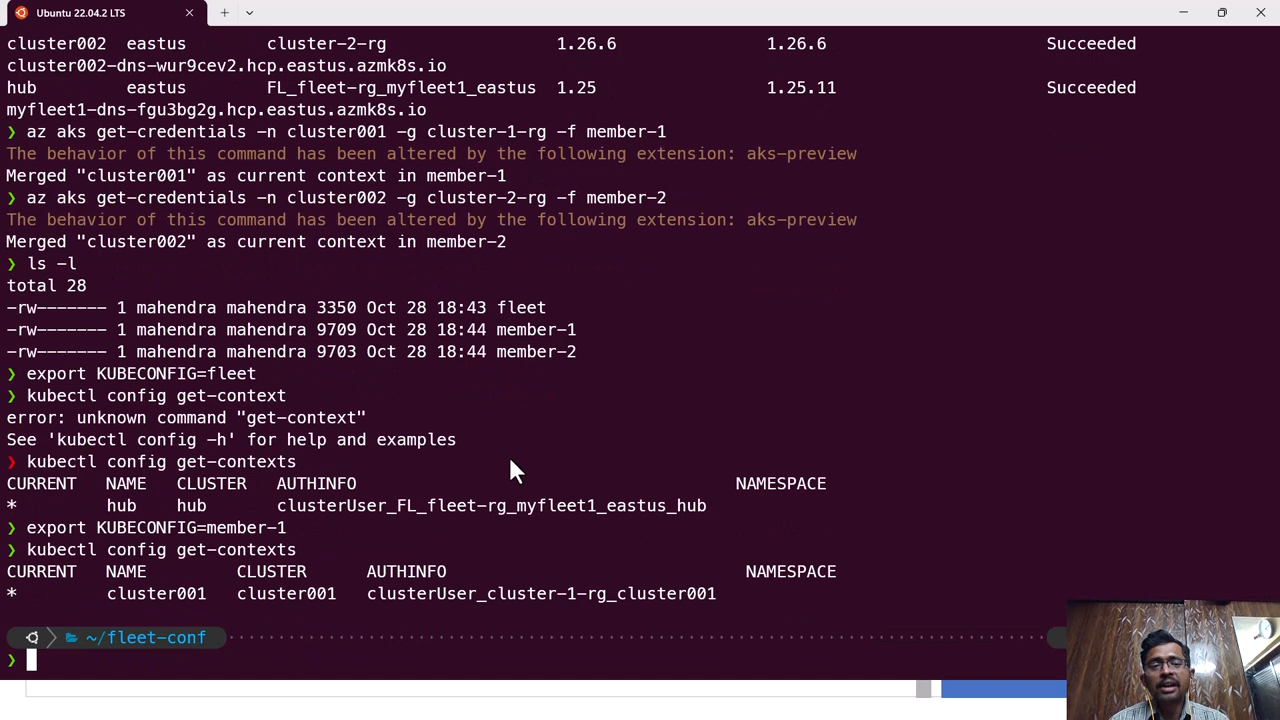 Ubuntu 22.04.2 LTS
cluster002 eastus cluster-2-rg 1.26.6 1.26.6 Succeeded
cluster002-dns-wur9cev2.hcp.eastus.azmk8s.io
hub eastus FL_fleet-rg_myfleet1_eastus 1.25 1.25.11 Succeeded
myfleet1-dns-fgu3bg2g.hcp.eastus.azmk8s.io
❯ az aks get-credentials -n cluster001 -g cluster-1-rg -f member-1
The behavior of this command has been altered by the following extension: aks-preview
Merged "cluster001" as current context in member-1
❯ az aks get-credentials -n cluster002 -g cluster-2-rg -f member-2
The behavior of this command has been altered by the following extension: aks-preview
Merged "cluster002" as current context in member-2
❯ ls -l
total 28
-rw------- 1 mahendra mahendra 3350 Oct 28 18:43 fleet
-rw------- 1 mahendra mahendra 9709 Oct 28 18:44 member-1
-rw------- 1 mahendra mahendra 9703 Oct 28 18:44 member-2
❯ export KUBECONFIG=fleet
❯ kubectl config get-context
error: unknown command "get-context"
See 'kubectl config -h' for help and examples
❯ kubectl config get-contexts
CURRENT NAME CLUSTER AUTHINFO NAMESPACE
* hub hub clusterUser_FL_fleet-rg_myfleet1_eastus_hub
❯ export KUBECONFIG=member-1
❯ kubectl config get-contexts
CURRENT NAME CLUSTER AUTHINFO NAMESPACE
* cluster001 cluster001 clusterUser_cluster-1-rg_cluster001
~/fleet-conf
❯